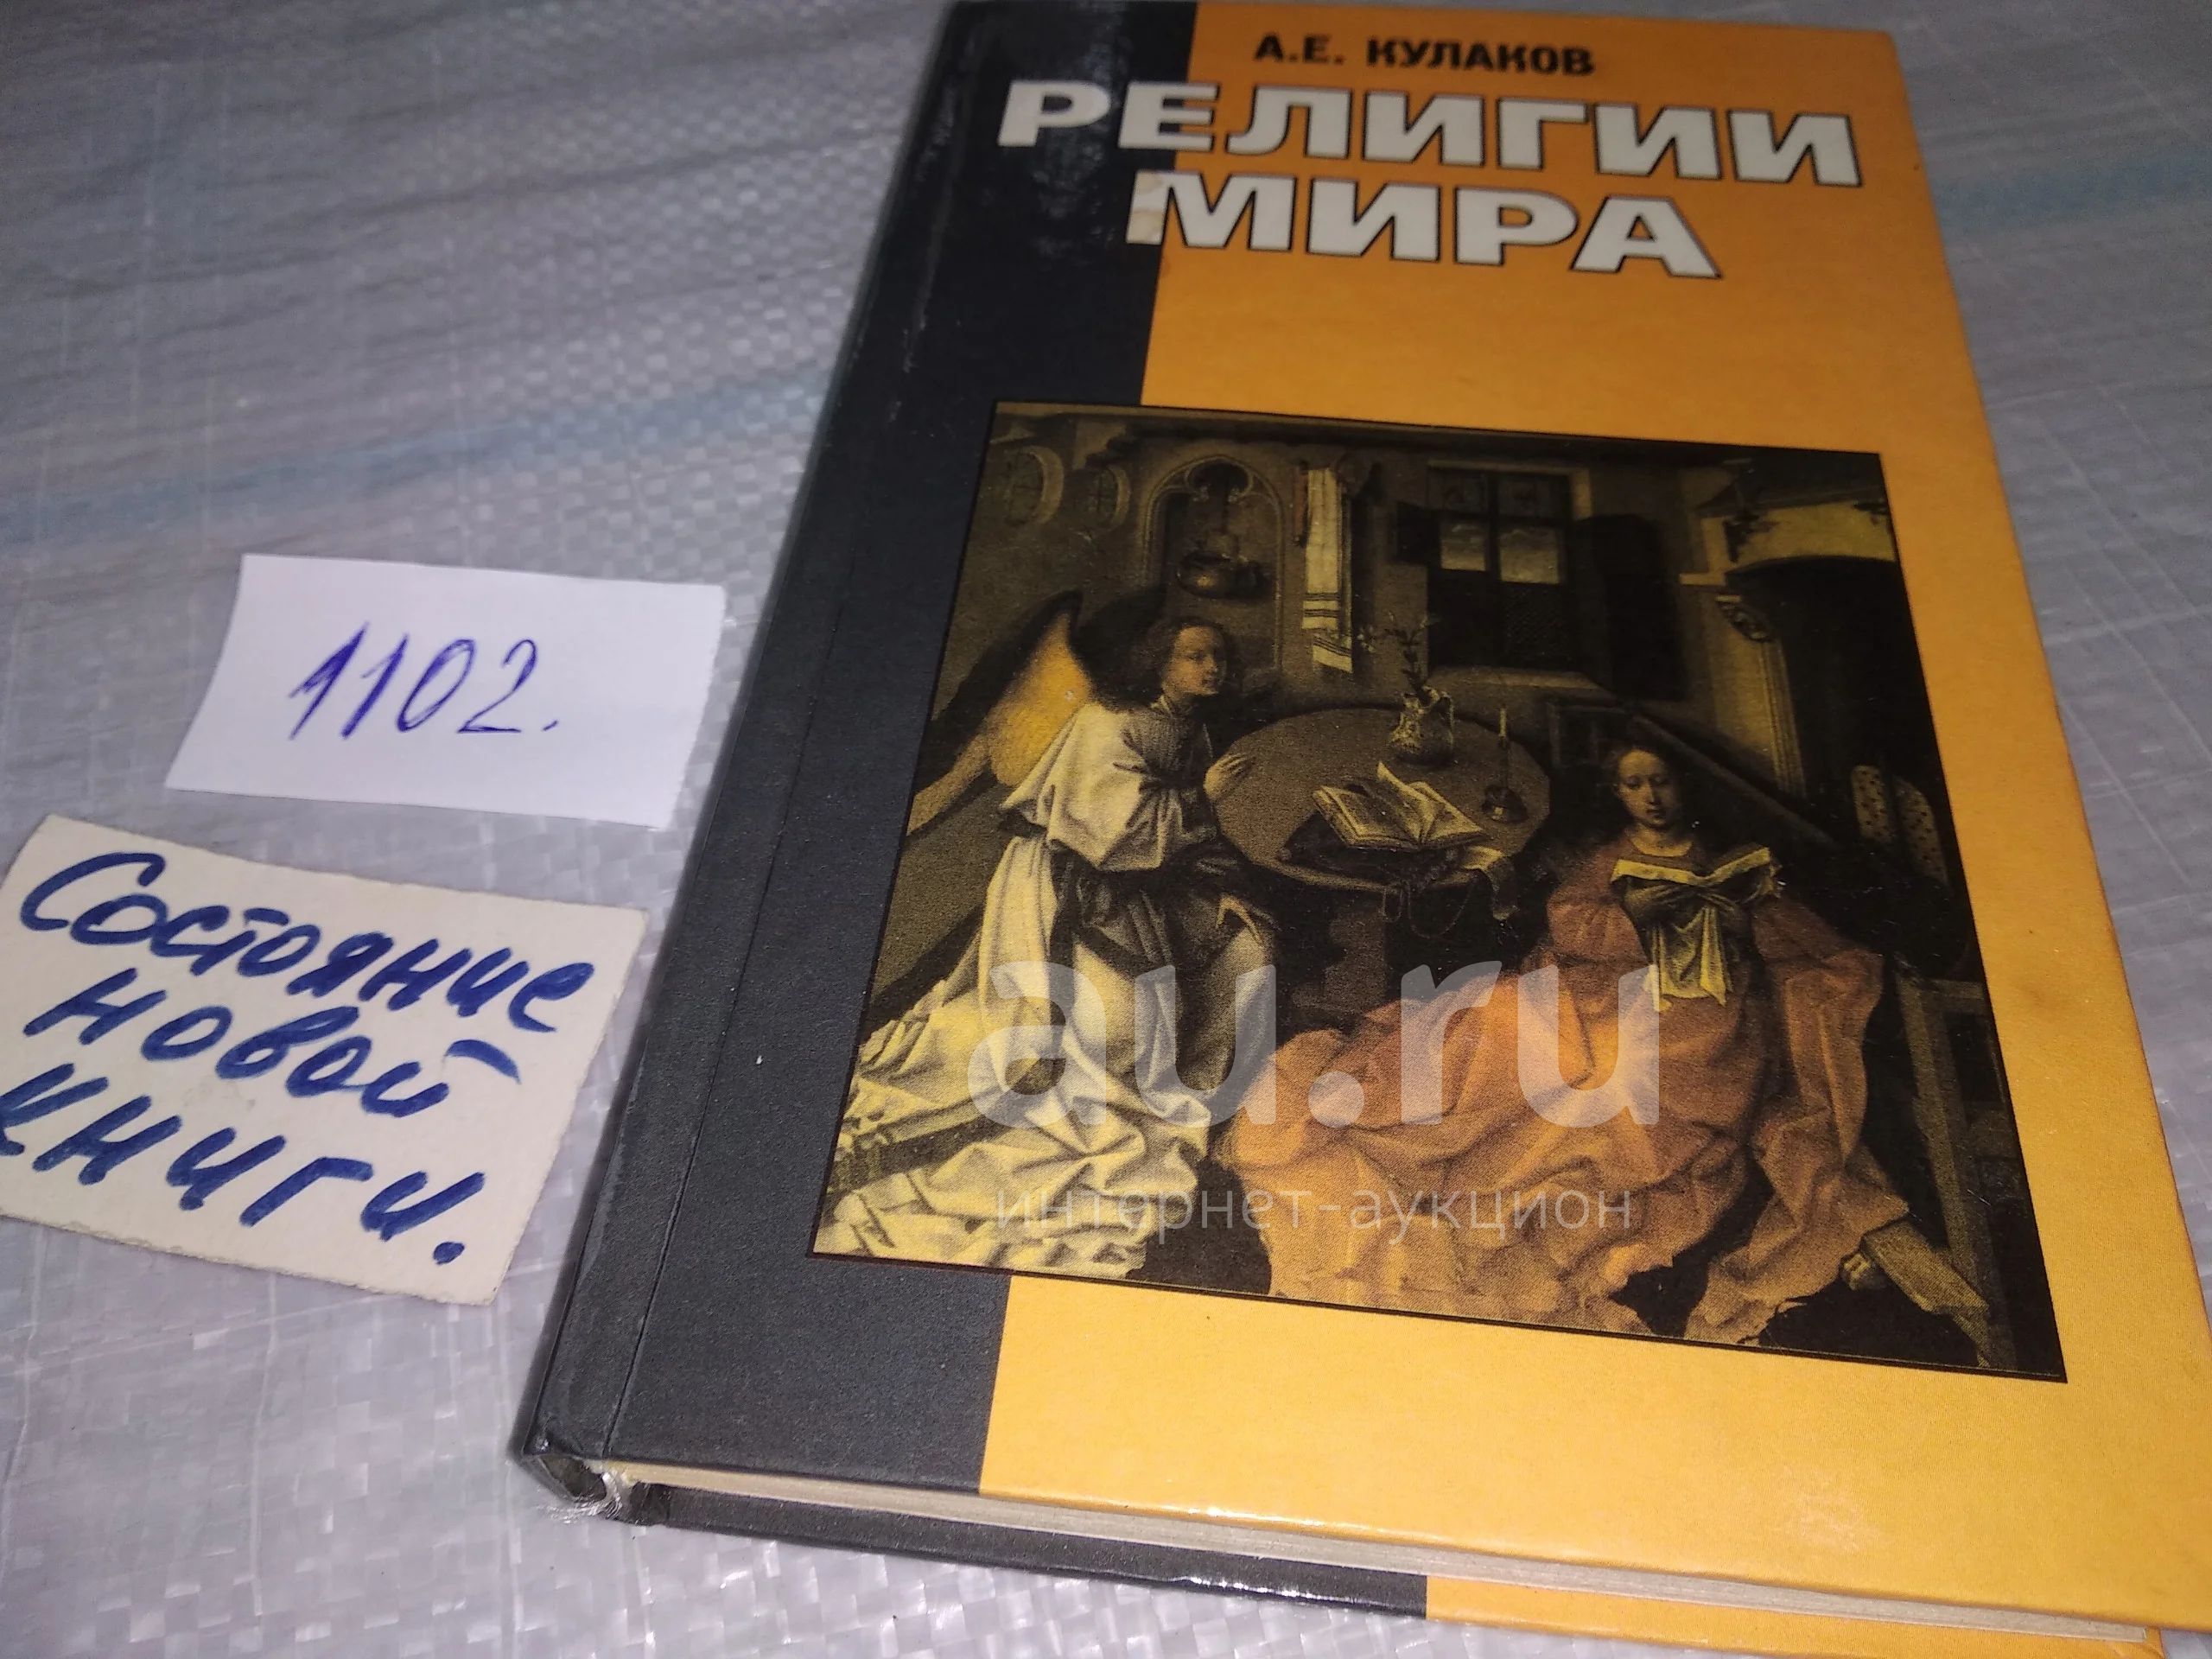 А.Е. КУЛАКОВ
РЕЛИГИИ
МИРА
1102.
Состояние
новой
книги.
au.ru
интернет-аукцион